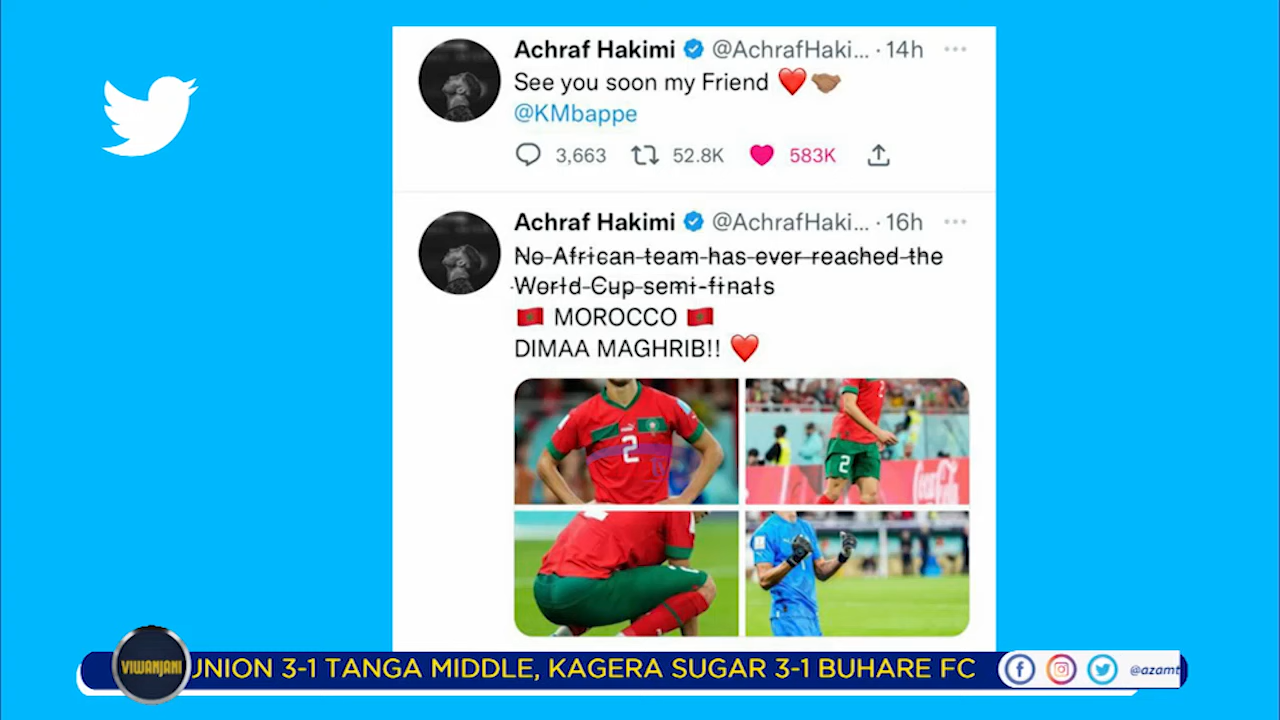 Achraf Hakimi @AchrafHaki... · 14h
See you soon my Friend ❤️🤝🏽
@KMbappe
3,663 52.8K 583K
Achraf Hakimi @AchrafHaki... · 16h
No African team has ever reached the
World Cup semi-finals
🇲🇦 MOROCCO 🇲🇦
DIMAA MAGHRIB!! ❤️
2
2
Coca-Cola
VIWANJANI
UNION 3-1 TANGA MIDDLE, KAGERA SUGAR 3-1 BUHARE FC
@azamt